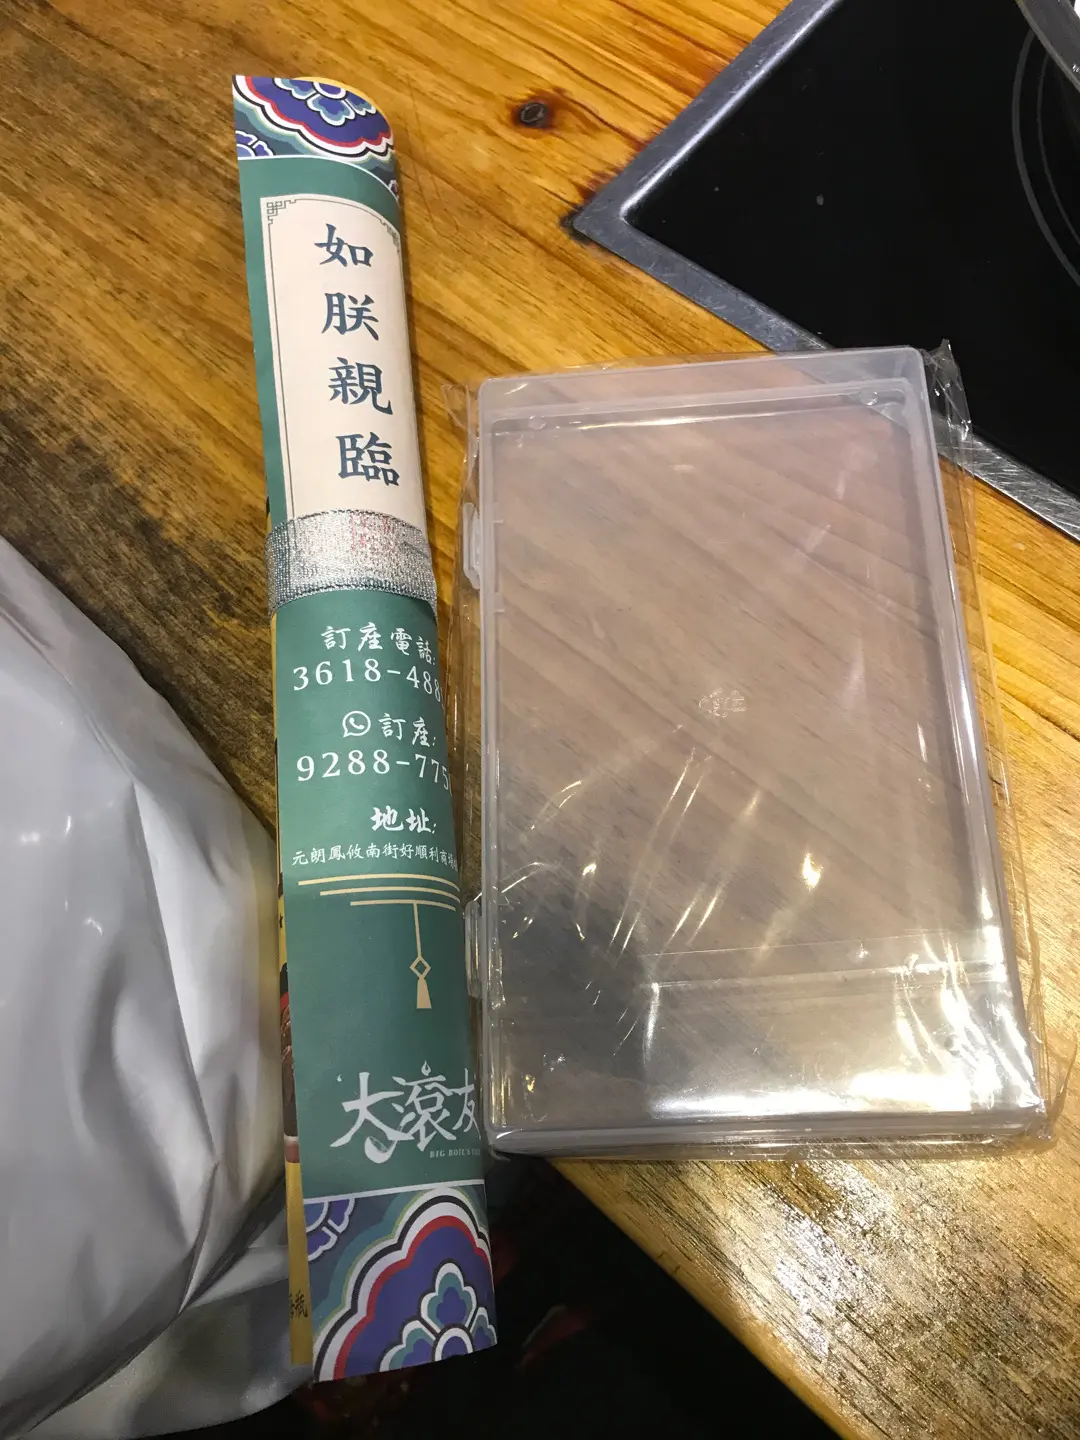 如朕親臨
訂座電話:
3618-488
訂座:
9288-775
地址:
元朗鳳攸南街好順利商場
大滾友
BIG BOIL'S